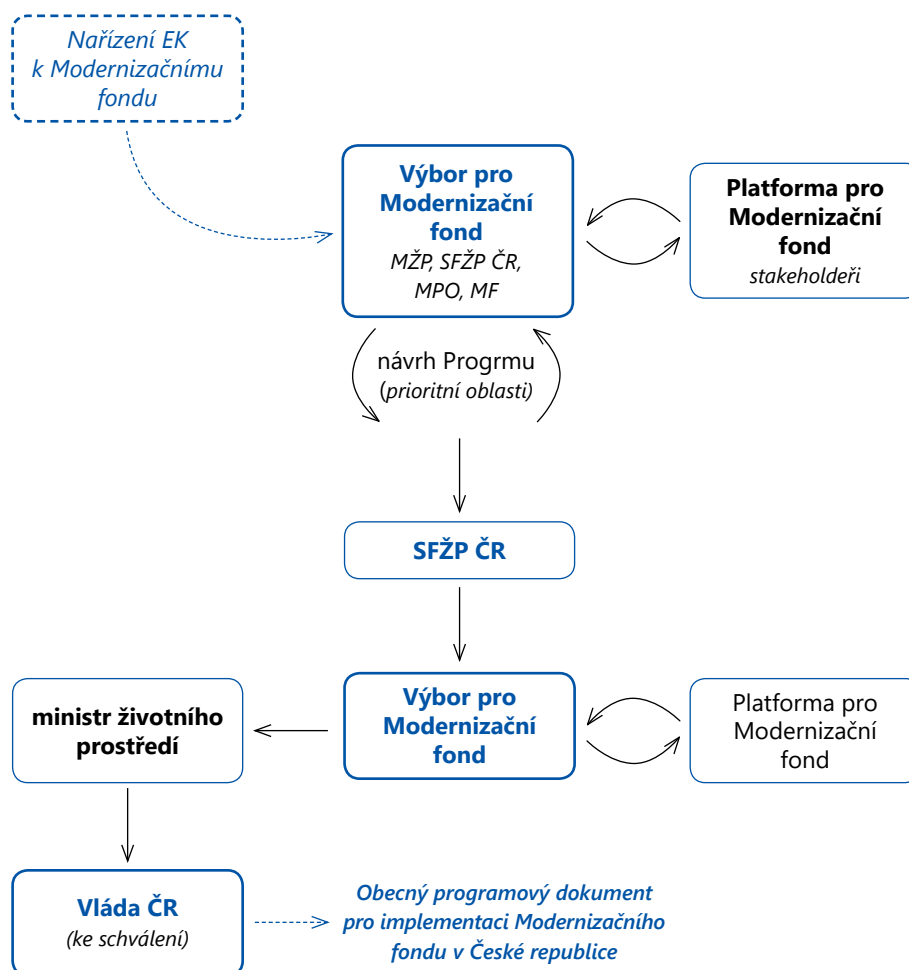 Nařízení EK
k Modernizačnímu
fondu
Výbor pro
Modernizační
fond
MŽP, SFŽP ČR,
MPO, MF
Platforma pro
Modernizační
fond
stakeholdeři
návrh Progrmu
(prioritní oblasti)
SFŽP ČR
ministr životního
prostředí
Výbor pro
Modernizační
fond
Platforma pro
Modernizační
fond
Vláda ČR
(ke schválení)
Obecný programový dokument
pro implementaci Modernizačního
fondu v České republice